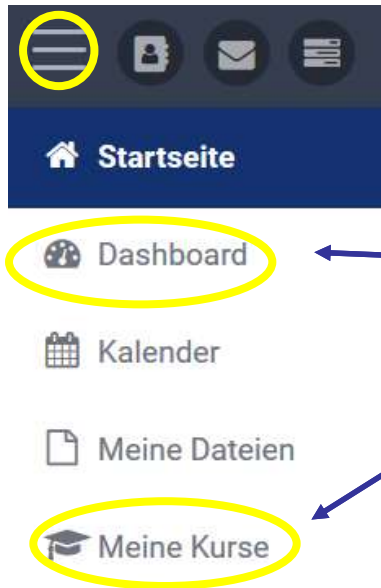 Startseite
Dashboard
Kalender
Meine Dateien
Meine Kurse